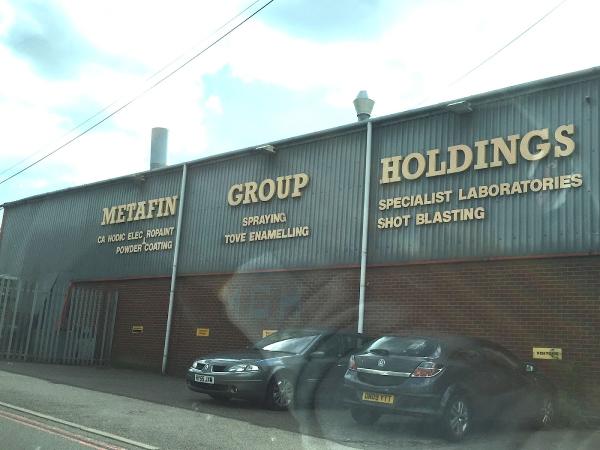 METAFIN GROUP HOLDINGS
CA HODIC ELEC ROPAINT
POWDER COATING
SPRAYING
TOVE ENAMELLING
SPECIALIST LABORATORIES
SHOT BLASTING